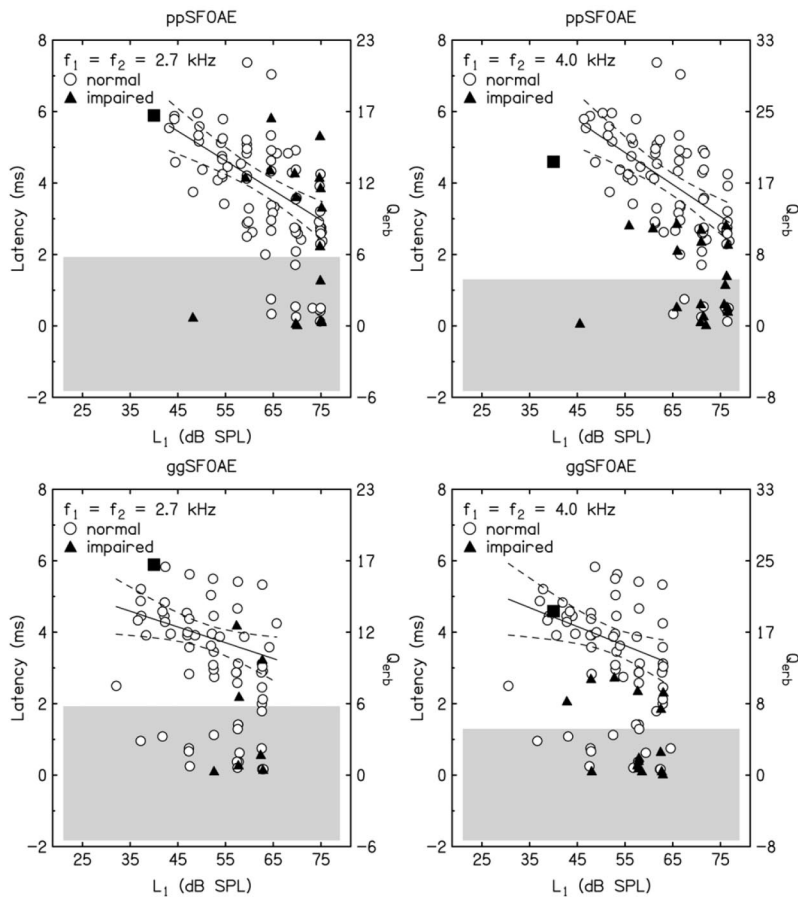 ppSFOAE
8 23
f₁ = f₂ = 2.7 kHz
normal
impaired
6 17
4 12
2 6
0 0
−2 −6
Latency (ms)
Qerb
25 35 45 55 65 75
L₁ (dB SPL)
ppSFOAE
8 33
f₁ = f₂ = 4.0 kHz
normal
impaired
6 25
4 17
2 8
0 0
−2 −8
Latency (ms)
Qerb
25 35 45 55 65 75
L₁ (dB SPL)
ggSFOAE
8 23
f₁ = f₂ = 2.7 kHz
normal
impaired
6 17
4 12
2 6
0 0
−2 −6
Latency (ms)
Qerb
25 35 45 55 65 75
L₁ (dB SPL)
ggSFOAE
8 33
f₁ = f₂ = 4.0 kHz
normal
impaired
6 25
4 17
2 8
0 0
−2 −8
Latency (ms)
Qerb
25 35 45 55 65 75
L₁ (dB SPL)